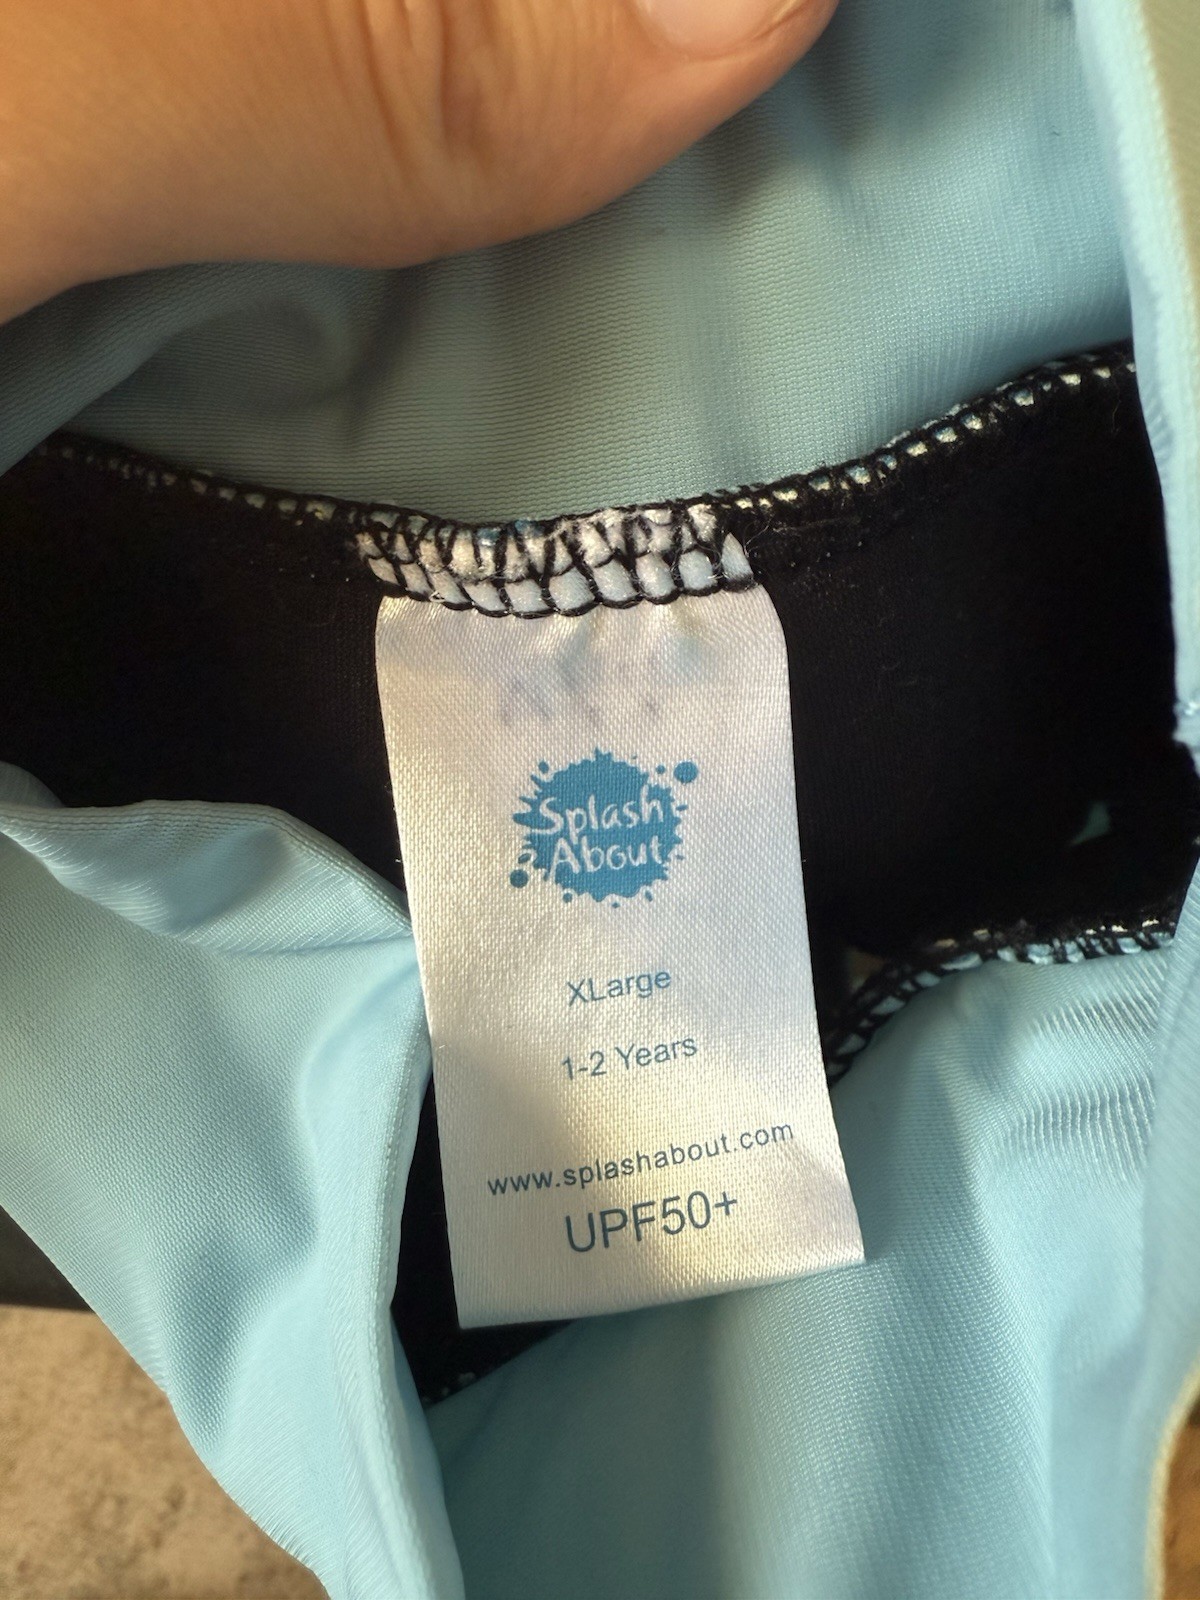 Splash
About
XLarge
1-2 Years
www.splashabout.com
UPF50+